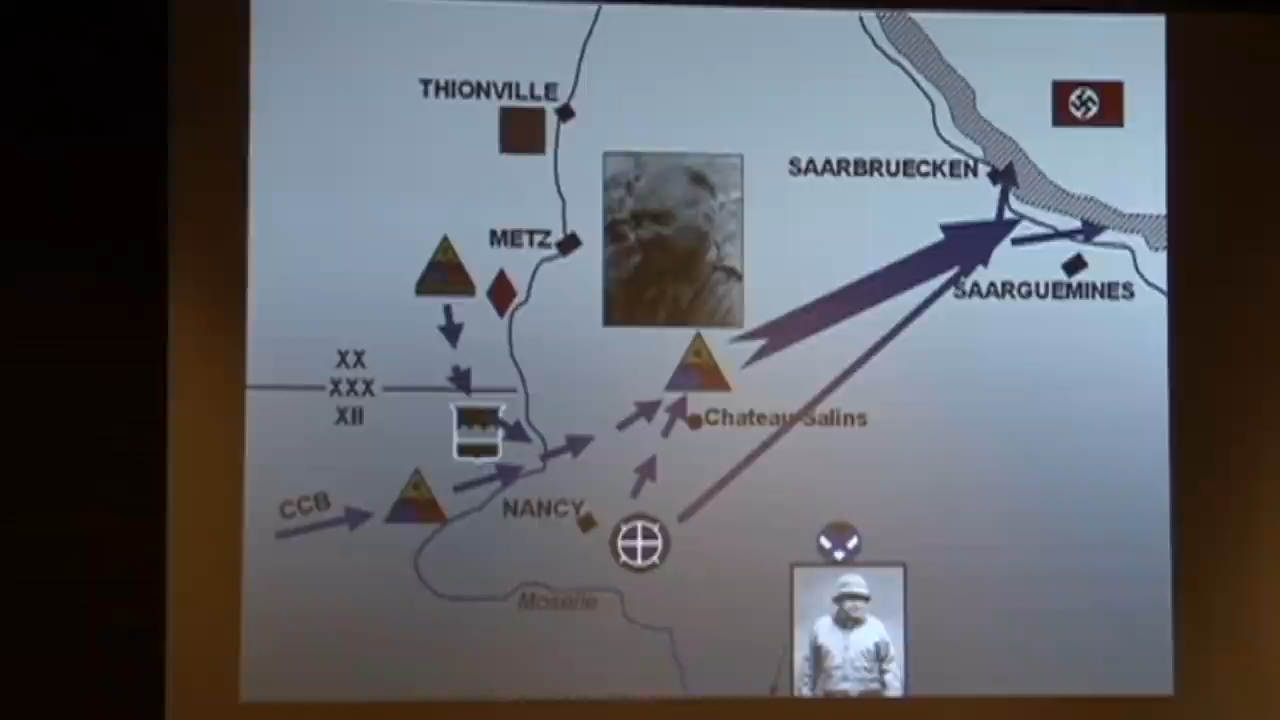 THIONVILLE
SAARBRUECKEN
METZ
SAARGUEMINES
XX
XXX
XII
Chateau-Salins
CCB
NANCY
Moselle